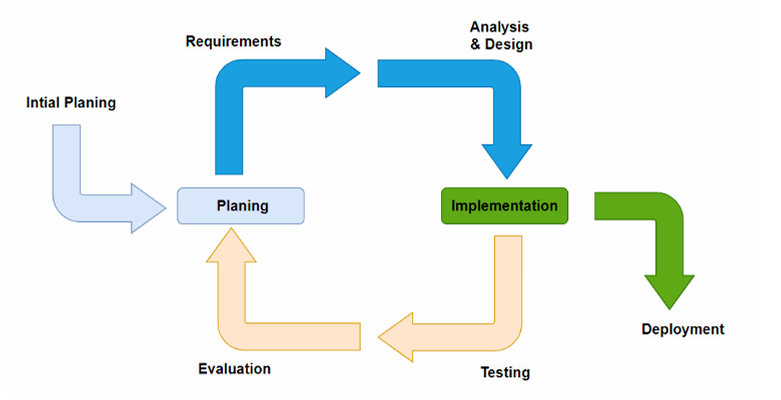 Requirements
Analysis
& Design
Intial Planing
Planing
Implementation
Deployment
Evaluation
Testing